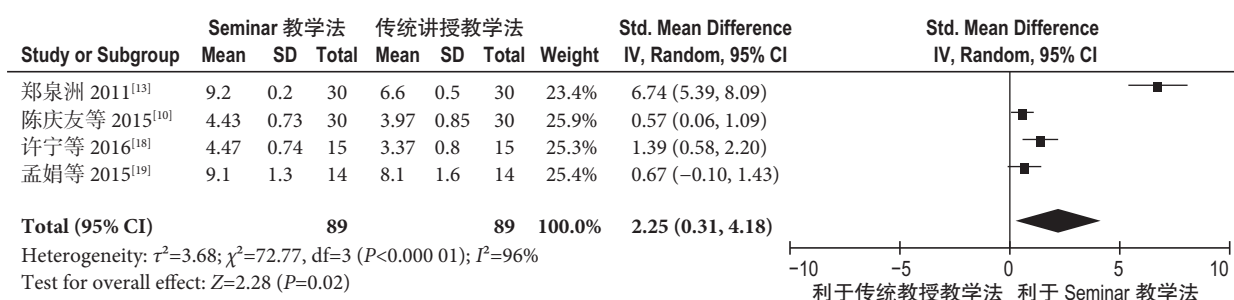 Seminar 教学法 传统讲授教学法 Std. Mean Difference Std. Mean Difference
Study or Subgroup Mean SD Total Mean SD Total Weight IV, Random, 95% CI IV, Random, 95% CI
郑泉洲 2011[13] 9.2 0.2 30 6.6 0.5 30 23.4% 6.74 (5.39, 8.09)
陈庆友等 2015[10] 4.43 0.73 30 3.97 0.85 30 25.9% 0.57 (0.06, 1.09)
许宁等 2016[18] 4.47 0.74 15 3.37 0.8 15 25.3% 1.39 (0.58, 2.20)
孟娟等 2015[19] 9.1 1.3 14 8.1 1.6 14 25.4% 0.67 (−0.10, 1.43)
Total (95% CI) 89 89 100.0% 2.25 (0.31, 4.18)
Heterogeneity: τ²=3.68; χ²=72.77, df=3 (P<0.000 01); I²=96%
Test for overall effect: Z=2.28 (P=0.02)
−10 −5 0 5 10
利于传统教授教学法 利于 Seminar 教学法